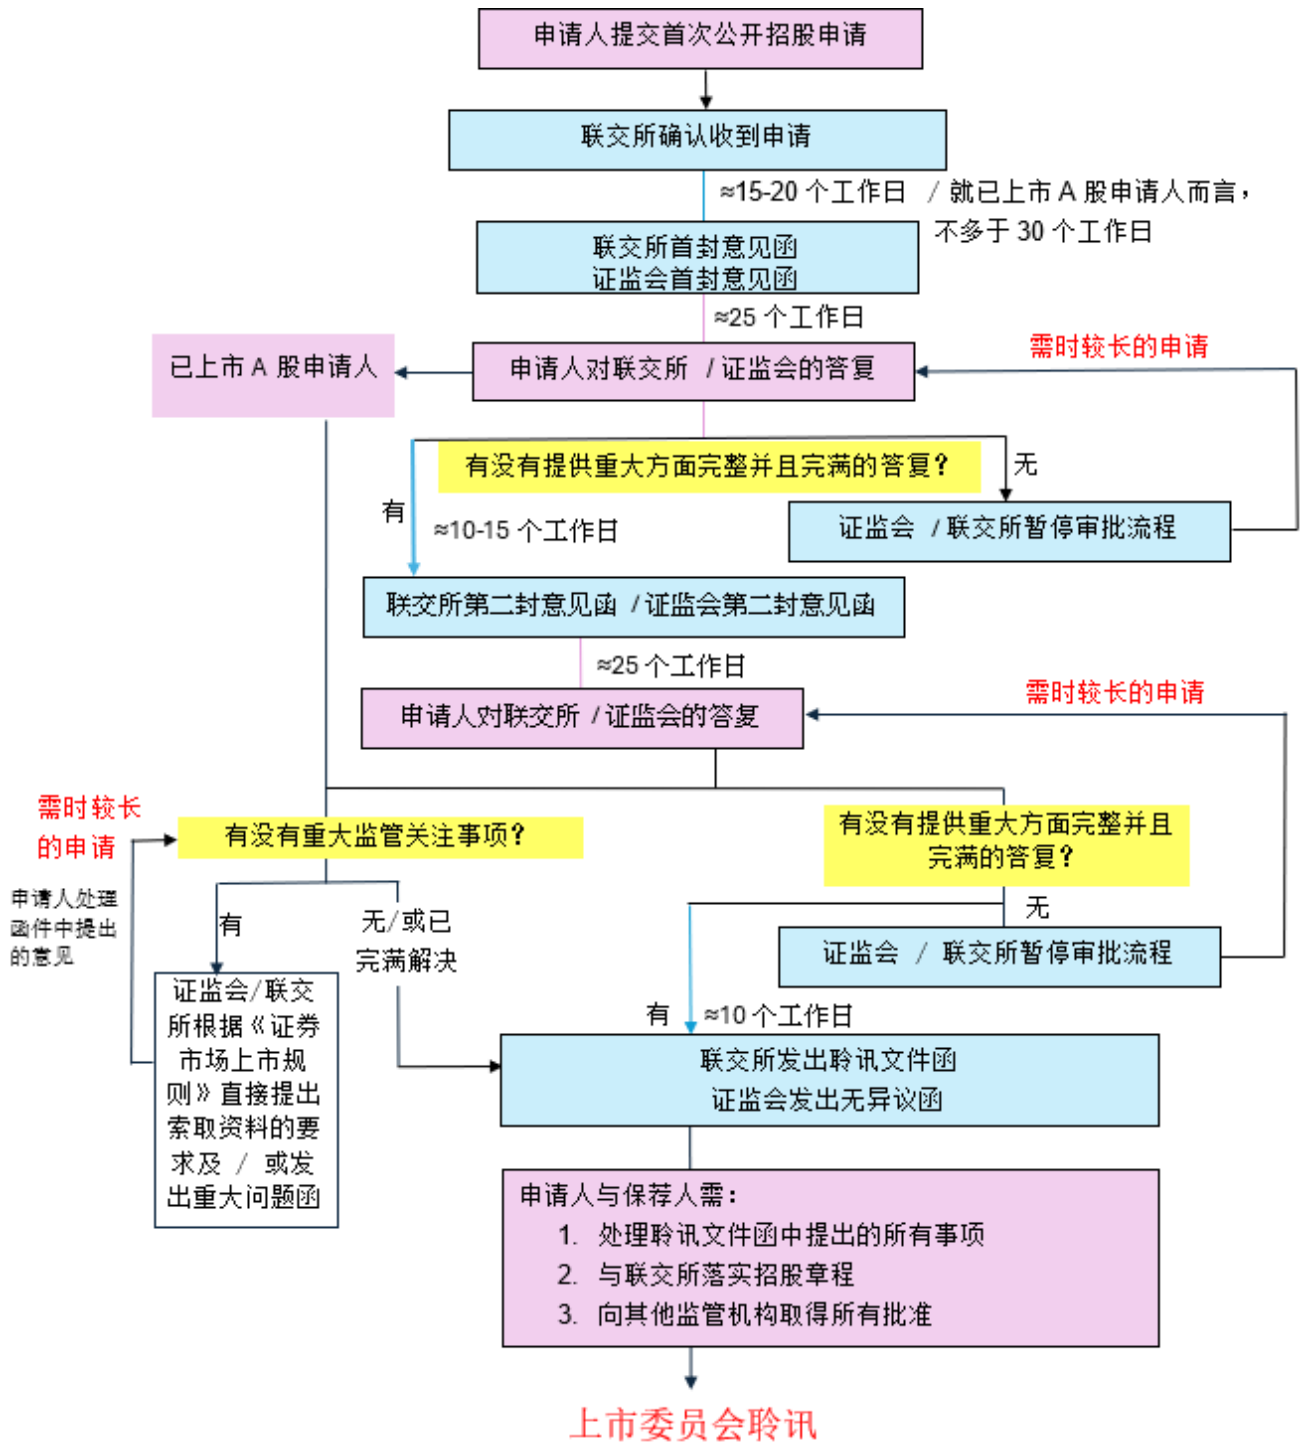 申请人提交首次公开招股申请
联交所确认收到申请
≈15-20 个工作日 / 就已上市 A 股申请人而言，
不多于 30 个工作日
联交所首封意见函
证监会首封意见函
≈25 个工作日
需时较长的申请
已上市 A 股申请人
申请人对联交所 / 证监会的答复
有没有提供重大方面完整并且完满的答复？
无
有
≈10-15 个工作日
证监会 / 联交所暂停审批流程
联交所第二封意见函 / 证监会第二封意见函
≈25 个工作日
需时较长的申请
申请人对联交所 / 证监会的答复
需时较长
的申请
有没有重大监管关注事项？
有没有提供重大方面完整并且
完满的答复？
申请人处理
函件中提出
的意见
有
无/或已
完满解决
无
证监会 / 联交所暂停审批流程
证监会/联交
所根据《证券
市场上市规
则》直接提出
索取资料的要
求及 / 或发
出重大问题函
有
≈10 个工作日
联交所发出聆讯文件函
证监会发出无异议函
申请人与保荐人需：
1. 处理聆讯文件函中提出的所有事项
2. 与联交所落实招股章程
3. 向其他监管机构取得所有批准
上市委员会聆讯